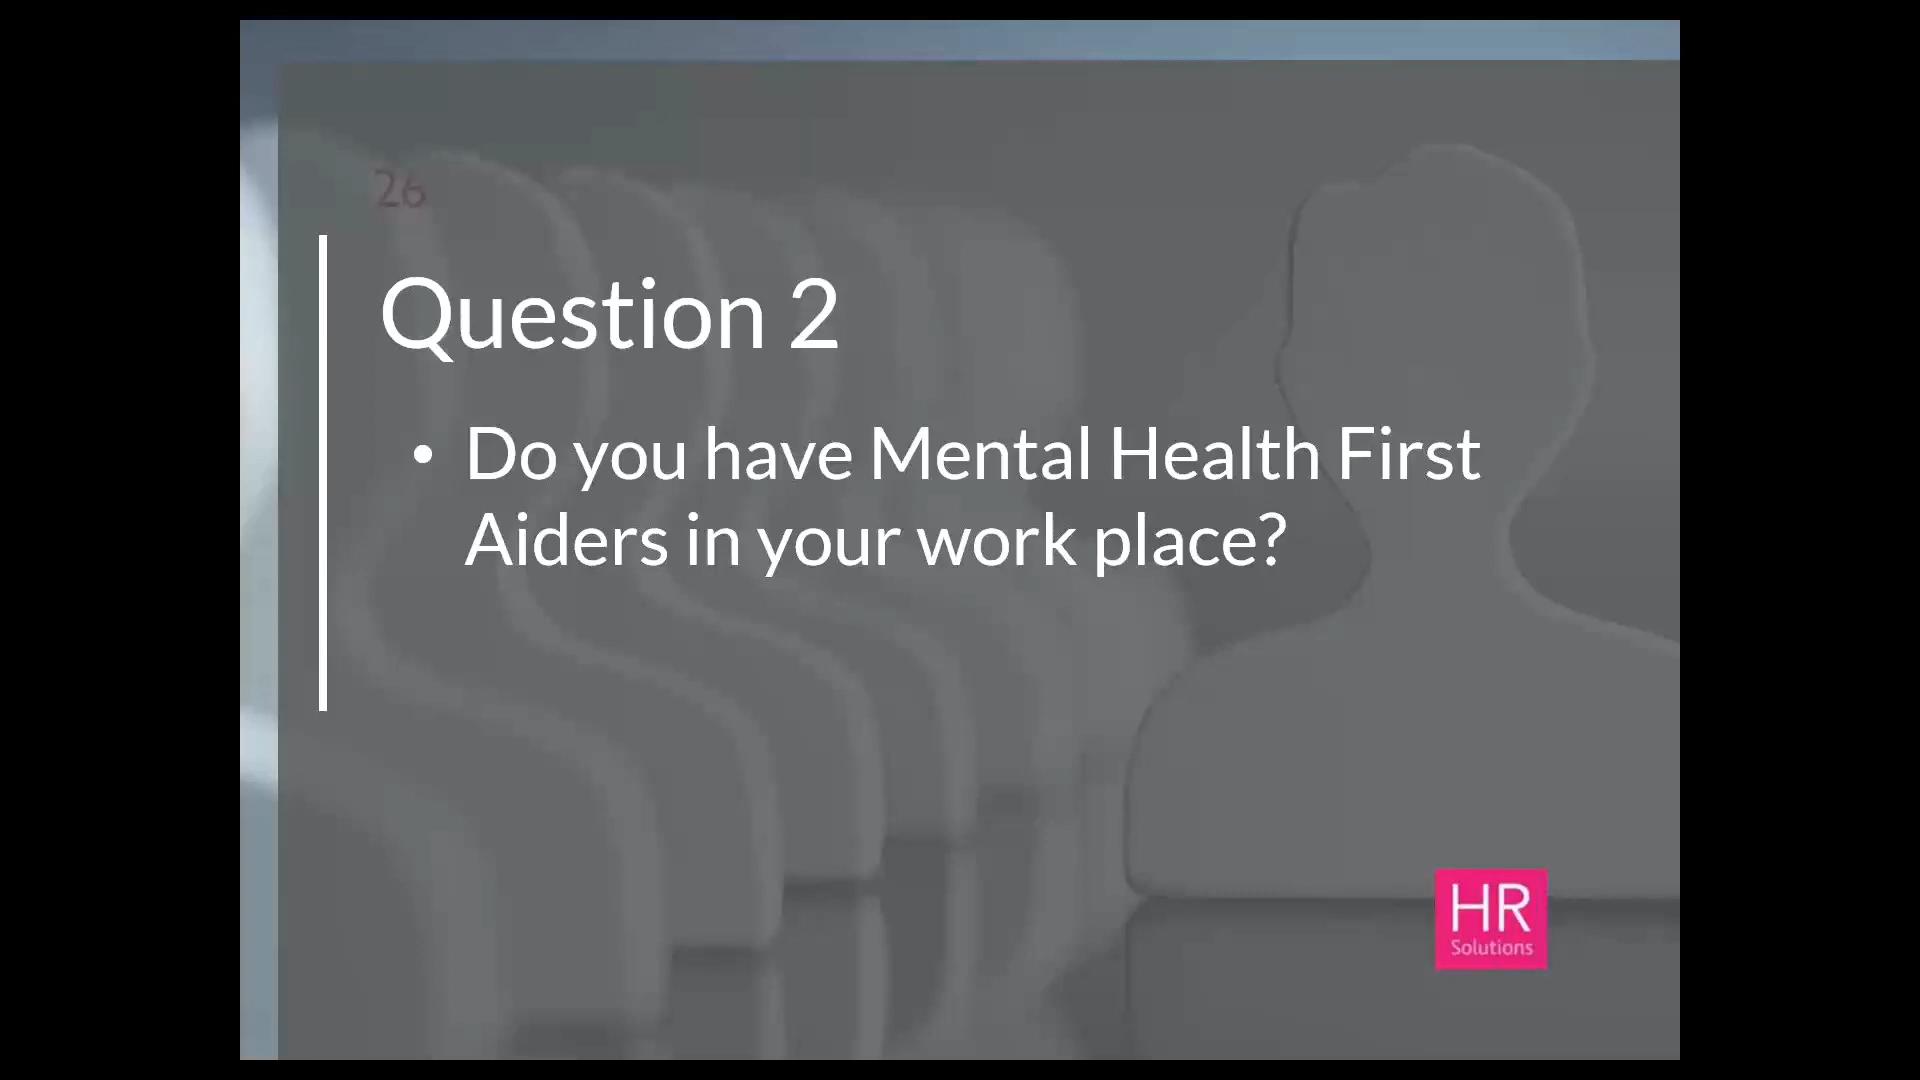 26
Question 2
• Do you have Mental Health First
Aiders in your work place?
HR
Solutions